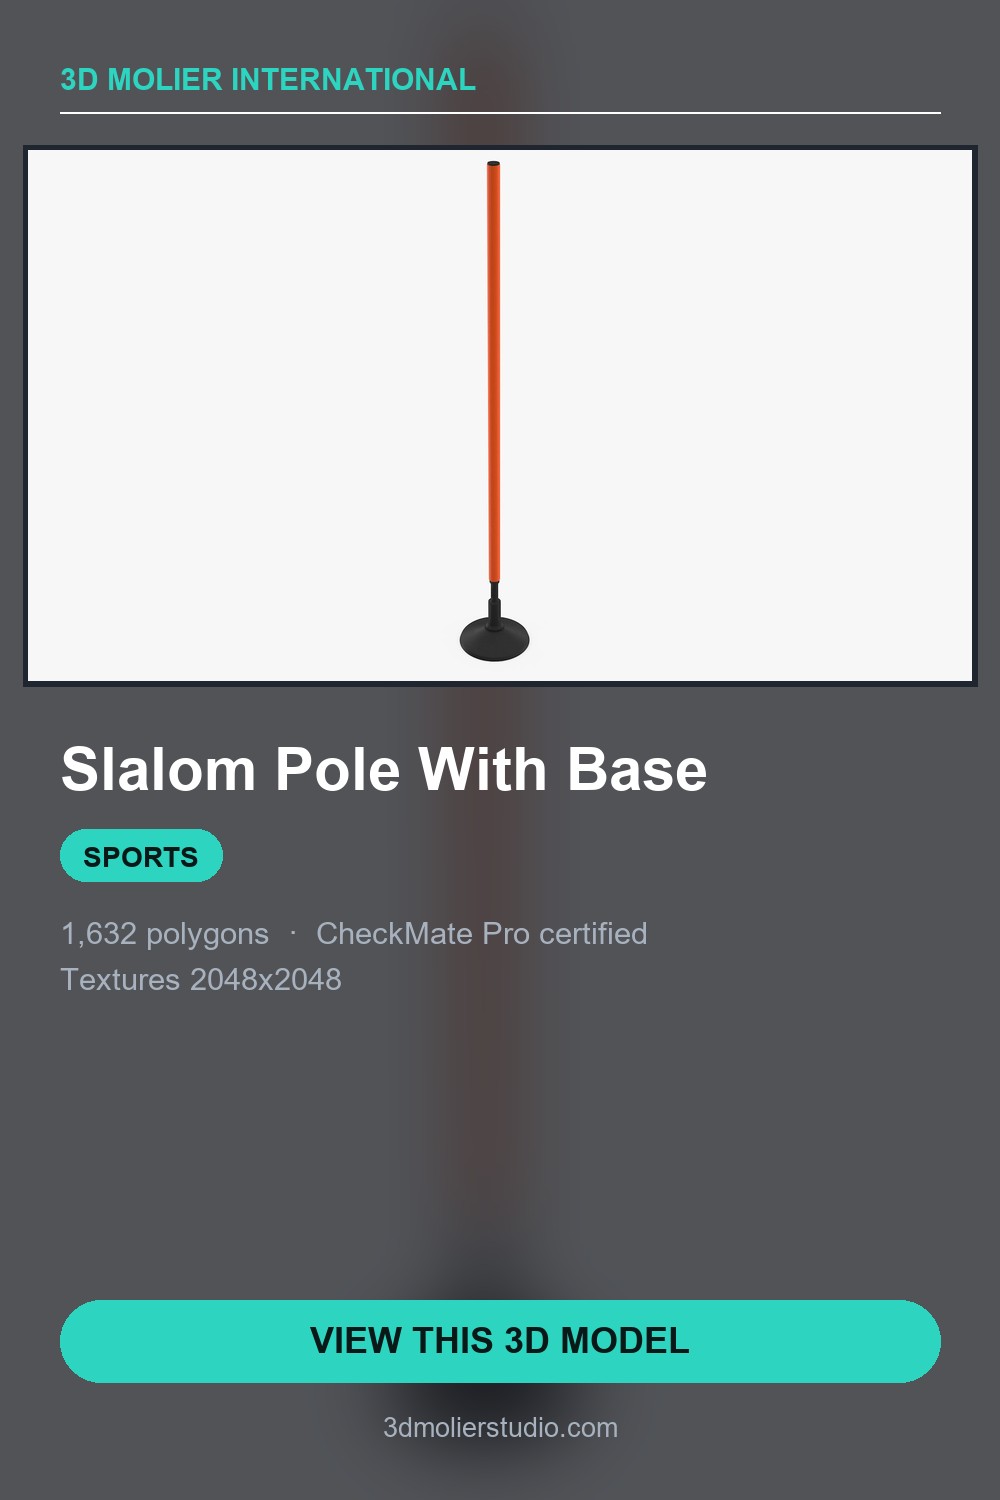 3D MOLIER INTERNATIONAL
Slalom Pole With Base
SPORTS
1,632 polygons · CheckMate Pro certified
Textures 2048x2048
VIEW THIS 3D MODEL
3dmolierstudio.com